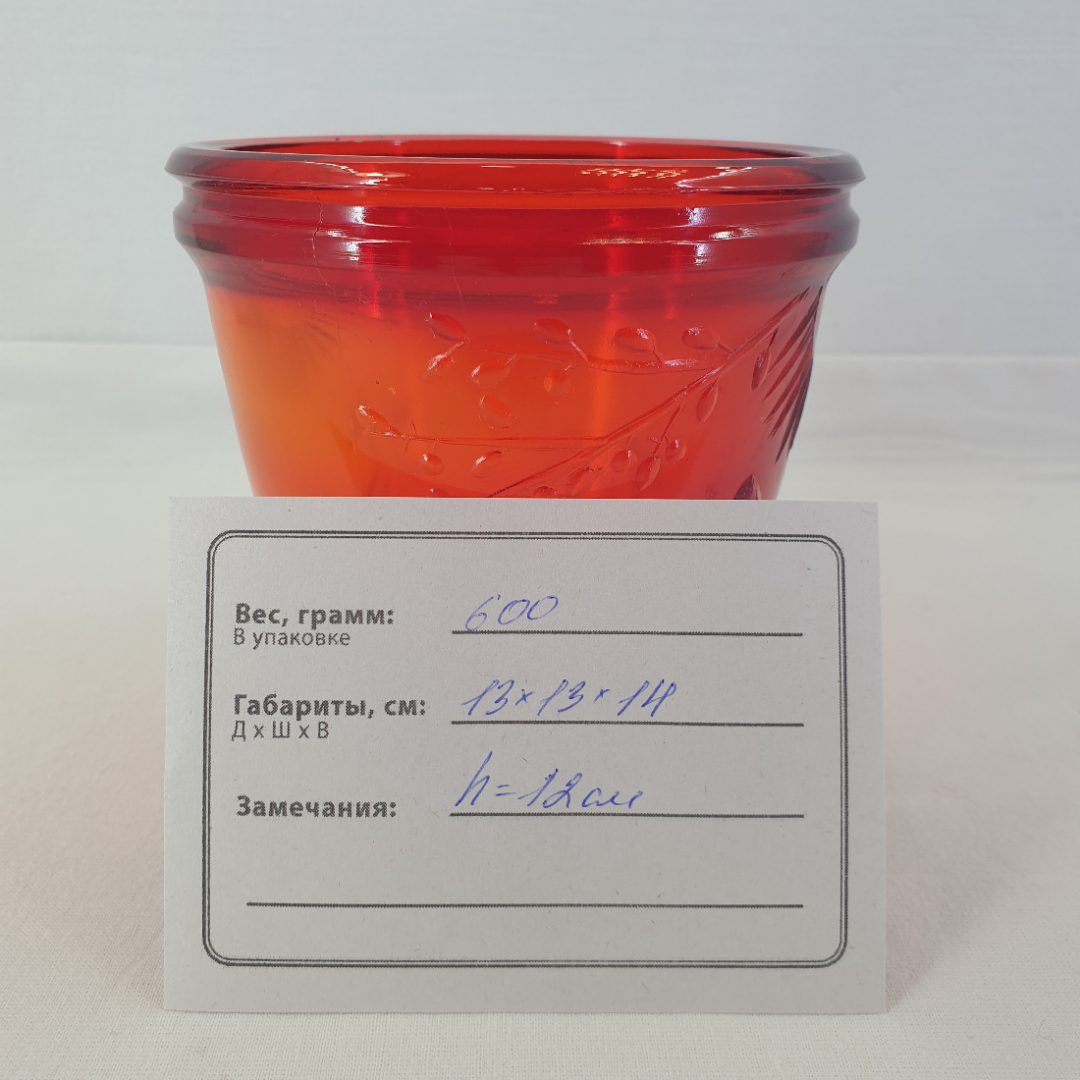 Вес, грамм: 600
В упаковке
Габариты, см: 13×13×14
Д х Ш х В
Замечания: h=12см